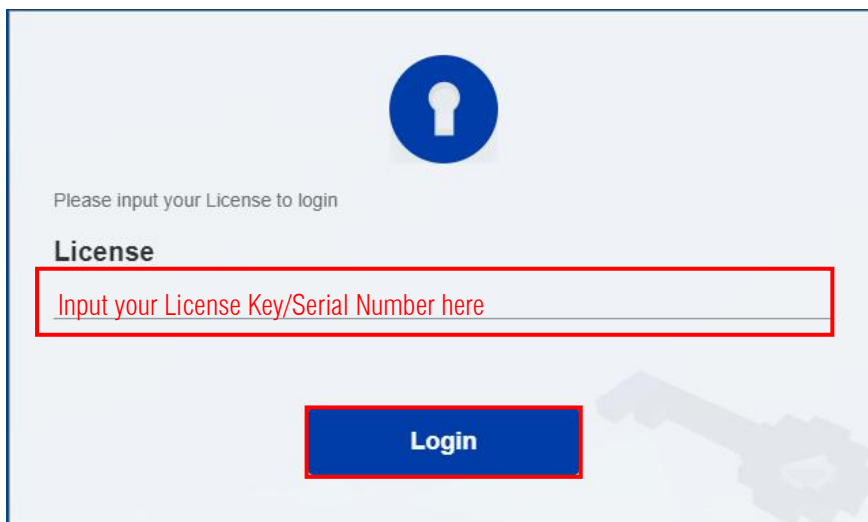 Please input your License to login
License
Input your License Key/Serial Number here
Login